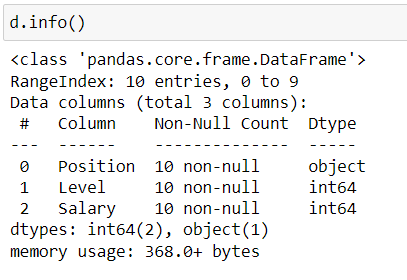 d.info()
<class 'pandas.core.frame.DataFrame'>
RangeIndex: 10 entries, 0 to 9
Data columns (total 3 columns):
 #   Column    Non-Null Count  Dtype
---  ------    --------------  -----
 0   Position  10 non-null     object
 1   Level     10 non-null     int64
 2   Salary    10 non-null     int64
dtypes: int64(2), object(1)
memory usage: 368.0+ bytes